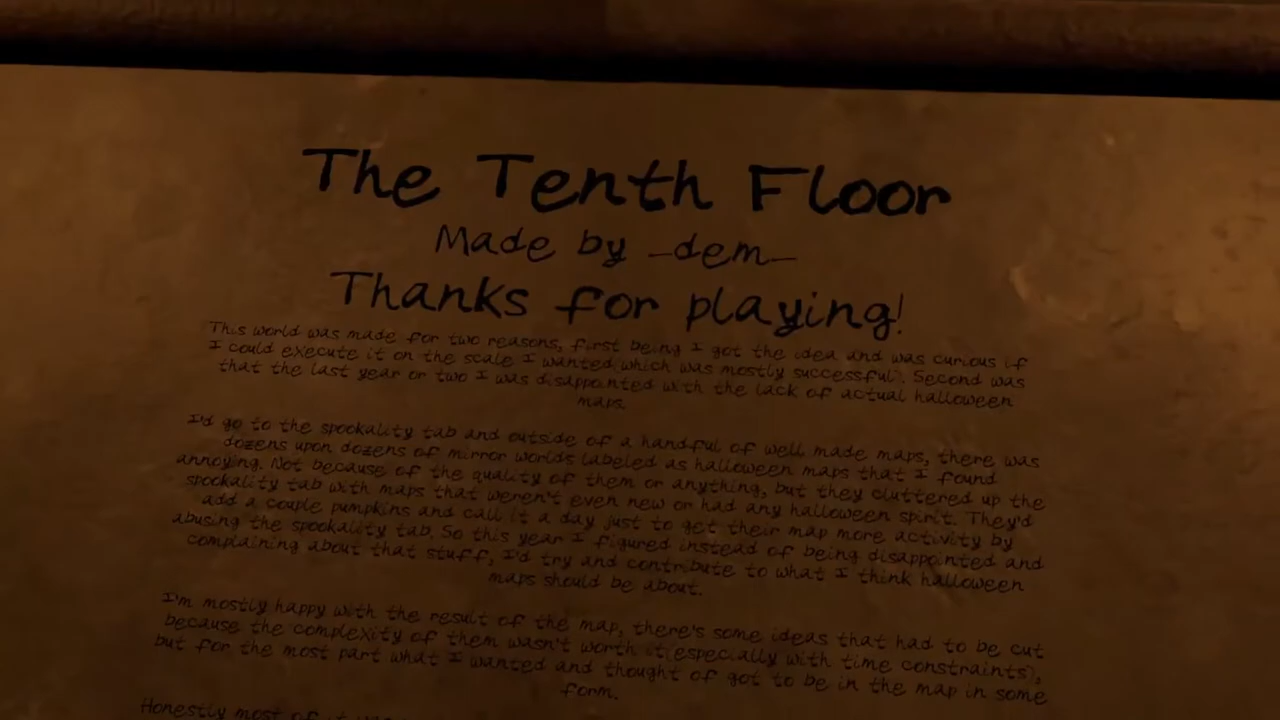 The Tenth Floor
Made by _dem_
Thanks for playing!
This world was made for two reasons, first being I got the idea and was curious if
I could execute it on the scale I wanted(which was mostly successful). Second was
that the last year or two I was disappointed with the lack of actual halloween
maps.
I'd go to the spookality tab and outside of a handful of well made maps, there was
dozens upon dozens of mirror worlds labeled as halloween maps that I found
annoying. Not because of the quality of them or anything, but they cluttered up the
spookality tab with maps that weren't even new or had any halloween spirit. They'd
add a couple pumpkins and call it a day just to get their map more activity by
abusing the spookality tab. So this year I figured instead of being disappointed and
complaining about that stuff, I'd try and contribute to what I think halloween
maps should be about.
I'm mostly happy with the result of the map, there's some ideas that had to be cut
because the complexity of them wasn't worth it(especially with time constraints),
but for the most part what I wanted and thought of got to be in the map in some
form.
Honestly most of it